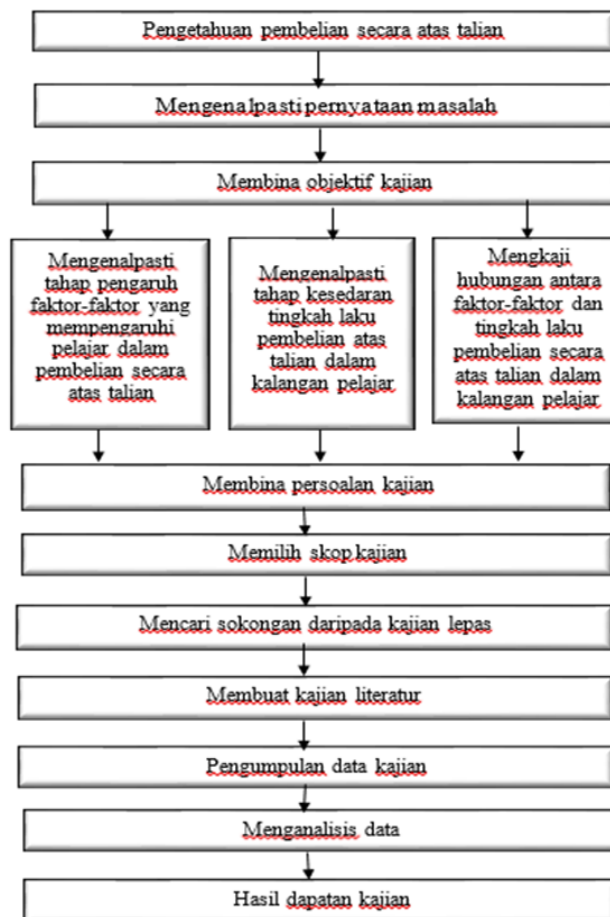 Pengetahuan pembelian secara atas talian
Mengenalpasti pernyataan masalah
Membina objektif kajian
Mengenalpasti
tahap pengaruh
faktor-faktor yang
mempengaruhi
pelajar dalam
pembelian secara
atas talian
Mengenalpasti
tahap kesedaran
tingkah laku
pembelian atas
talian dalam
kalangan pelajar
Mengkaji
hubungan antara
faktor-faktor dan
tingkah laku
pembelian secara
atas talian dalam
kalangan pelajar
Membina persoalan kajian
Memilih skop kajian
Mencari sokongan daripada kajian lepas
Membuat kajian literatur
Pengumpulan data kajian
Menganalisis data
Hasil dapatan kajian